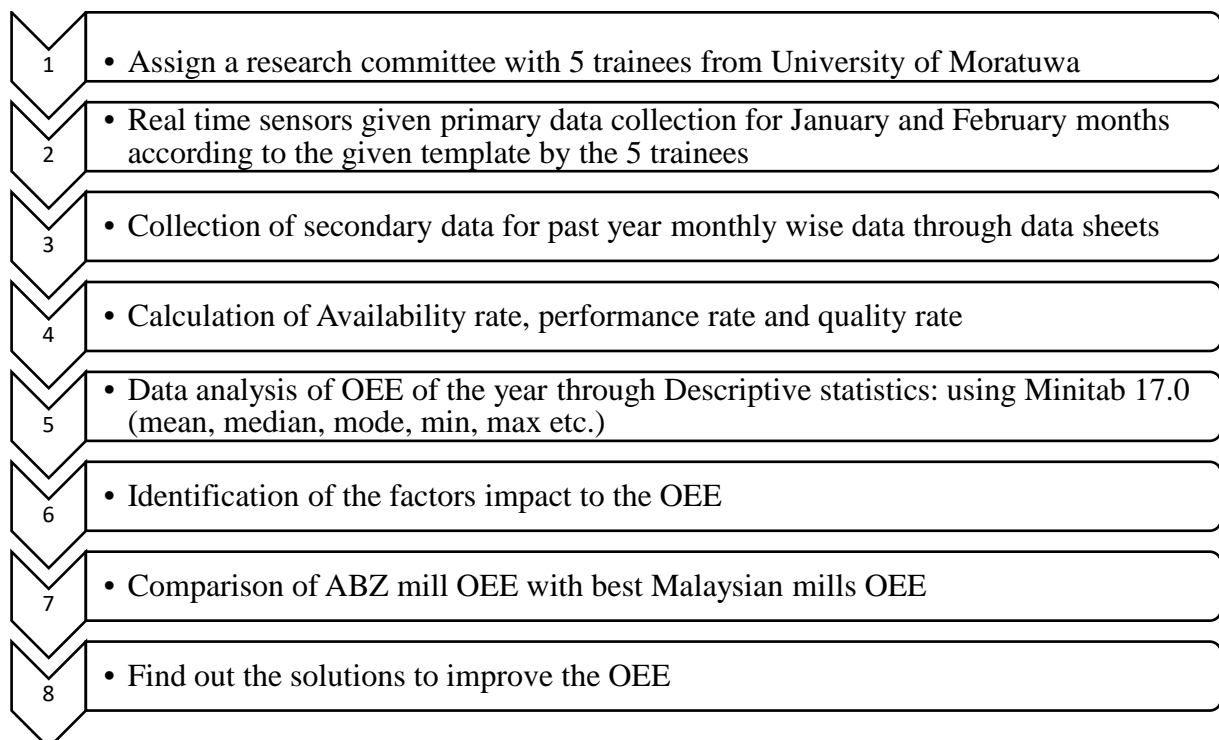 1
• Assign a research committee with 5 trainees from University of Moratuwa
2
• Real time sensors given primary data collection for January and February months
according to the given template by the 5 trainees
3
• Collection of secondary data for past year monthly wise data through data sheets
4
• Calculation of Availability rate, performance rate and quality rate
5
• Data analysis of OEE of the year through Descriptive statistics: using Minitab 17.0
(mean, median, mode, min, max etc.)
6
• Identification of the factors impact to the OEE
7
• Comparison of ABZ mill OEE with best Malaysian mills OEE
8
• Find out the solutions to improve the OEE